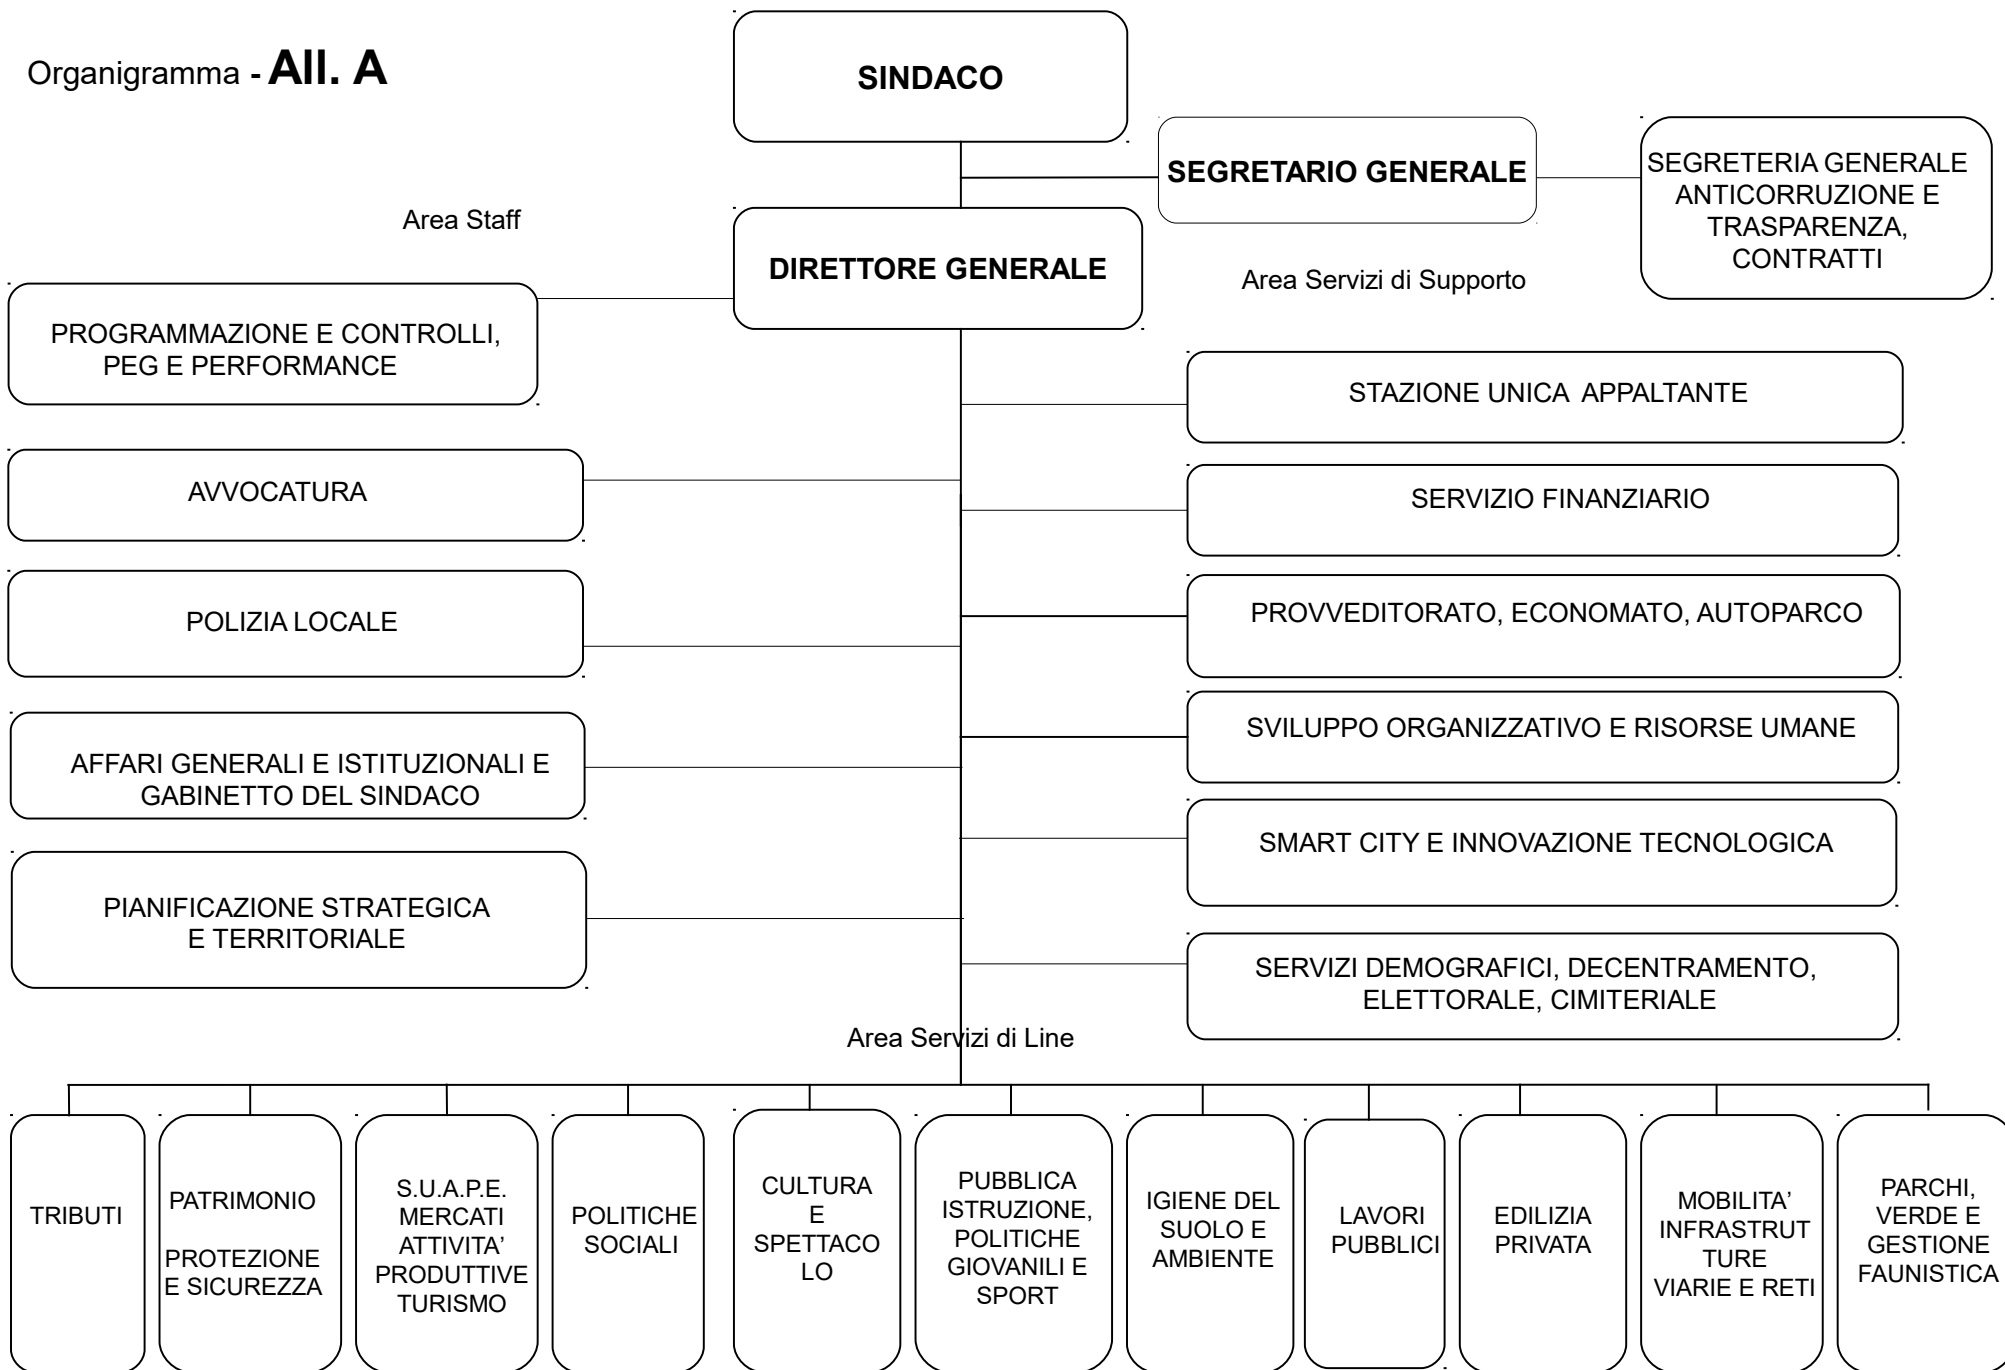 Organigramma - All. A
SINDACO
SEGRETARIO GENERALE
SEGRETERIA GENERALE
ANTICORRUZIONE E
TRASPARENZA,
CONTRATTI
Area Staff
DIRETTORE GENERALE
Area Servizi di Supporto
PROGRAMMAZIONE E CONTROLLI,
PEG E PERFORMANCE
STAZIONE UNICA APPALTANTE
AVVOCATURA
SERVIZIO FINANZIARIO
POLIZIA LOCALE
PROVVEDITORATO, ECONOMATO, AUTOPARCO
AFFARI GENERALI E ISTITUZIONALI E
GABINETTO DEL SINDACO
SVILUPPO ORGANIZZATIVO E RISORSE UMANE
SMART CITY E INNOVAZIONE TECNOLOGICA
PIANIFICAZIONE STRATEGICA
E TERRITORIALE
SERVIZI DEMOGRAFICI, DECENTRAMENTO,
ELETTORALE, CIMITERIALE
Area Servizi di Line
TRIBUTI
PATRIMONIO
PROTEZIONE
E SICUREZZA
S.U.A.P.E.
MERCATI
ATTIVITA’
PRODUTTIVE
TURISMO
POLITICHE
SOCIALI
CULTURA
E
SPETTACO
LO
PUBBLICA
ISTRUZIONE,
POLITICHE
GIOVANILI E
SPORT
IGIENE DEL
SUOLO E
AMBIENTE
LAVORI
PUBBLICI
EDILIZIA
PRIVATA
MOBILITA’
INFRASTRUT
TURE
VIARIE E RETI
PARCHI,
VERDE E
GESTIONE
FAUNISTICA